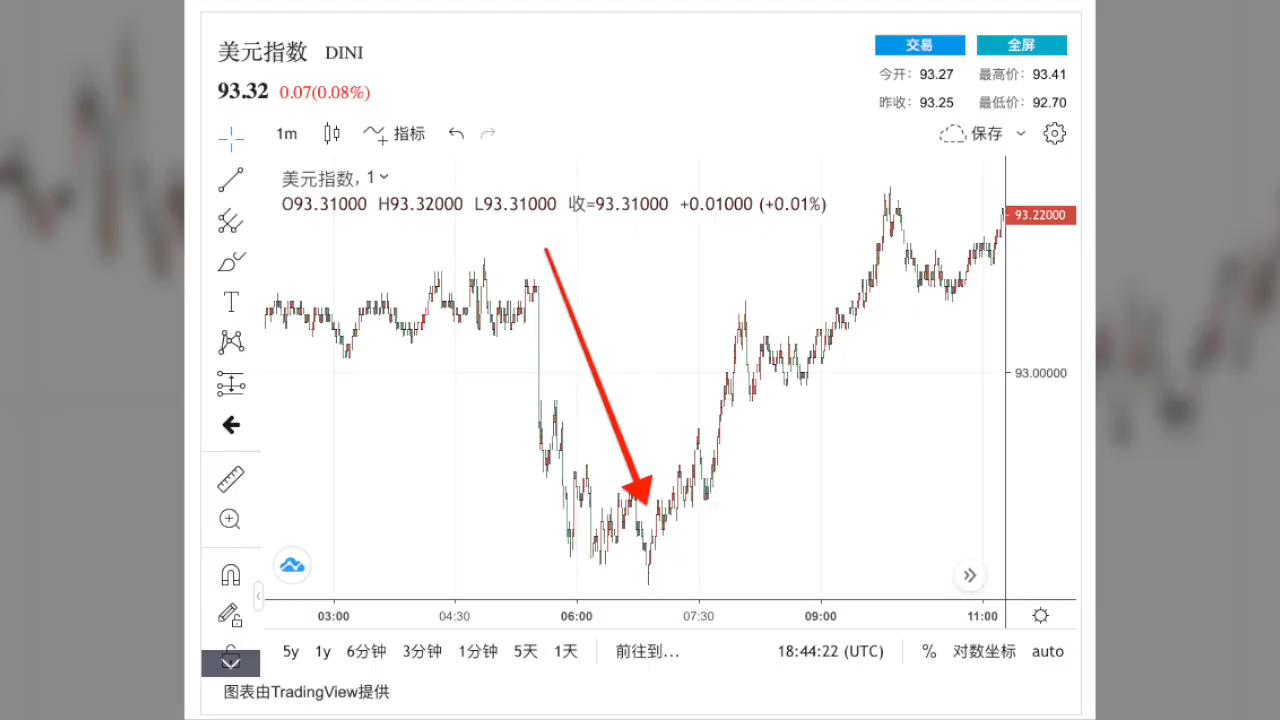 美元指数 DINI
交易 全屏
93.32 0.07(0.08%)
今开: 93.27 最高价: 93.41
昨收: 93.25 最低价: 92.70
1m 指标 保存
美元指数, 1
O93.31000 H93.32000 L93.31000 收=93.31000 +0.01000 (+0.01%)
93.22000
T
93.00000
03:00 04:30 06:00 07:30 09:00 11:00
5y 1y 6分钟 3分钟 1分钟 5天 1天 前往到... 18:44:22 (UTC) % 对数坐标 auto
图表由TradingView提供